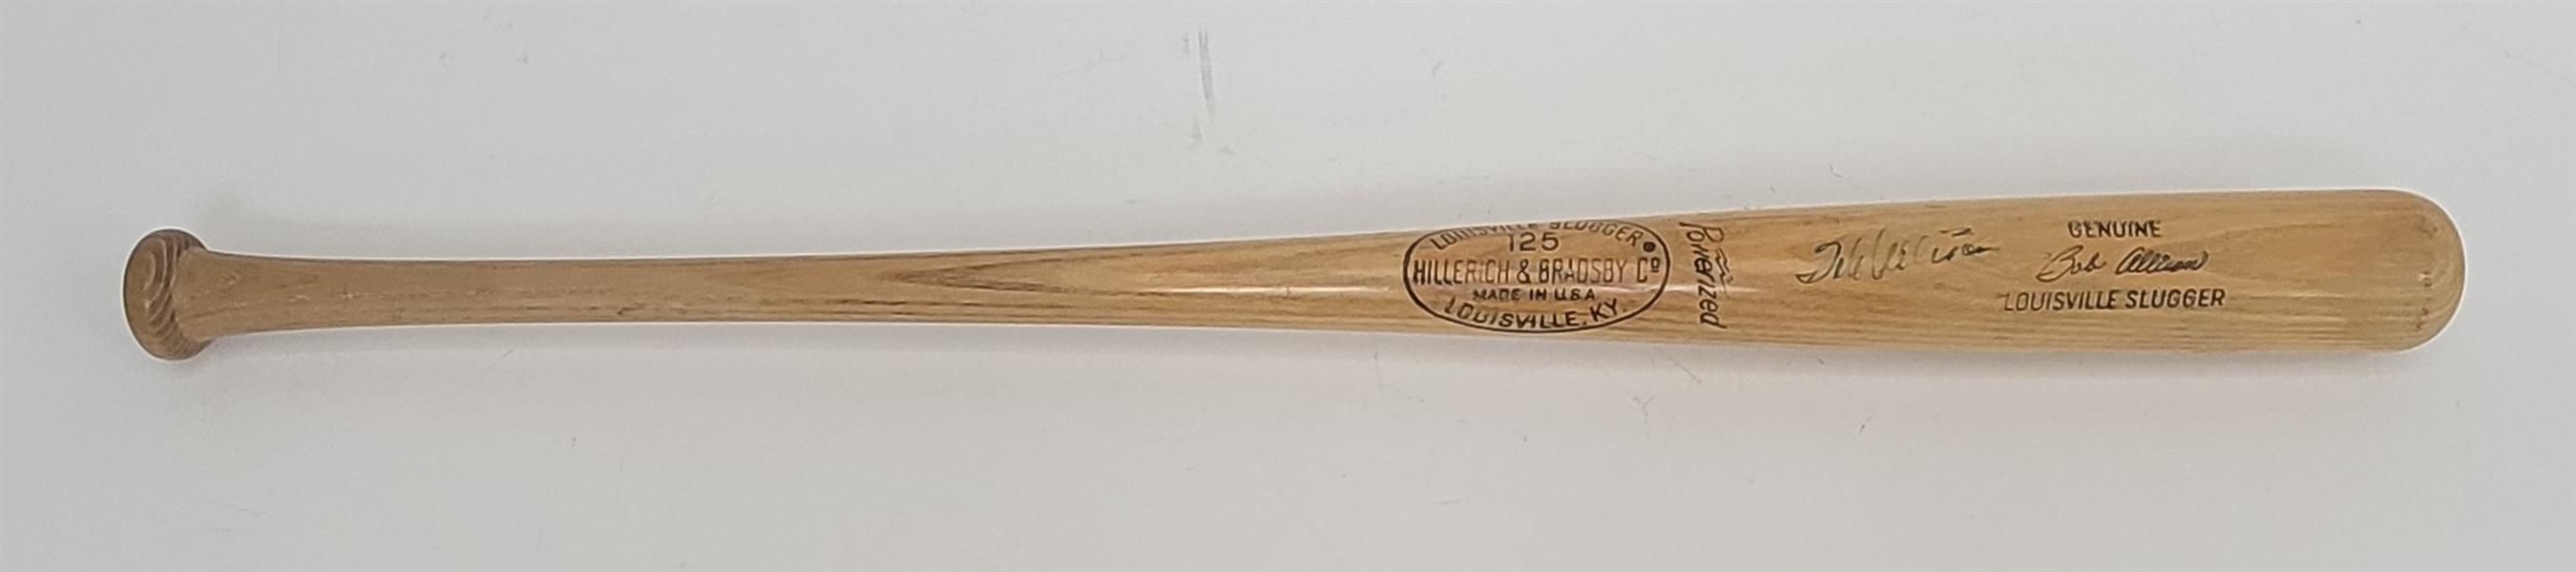 LOUISVILLE SLUGGER
125
HILLERICH & BRADSBY Cº
MADE IN U.S.A.
LOUISVILLE, KY.
Powerized
GENUINE
Bob Allison
LOUISVILLE SLUGGER